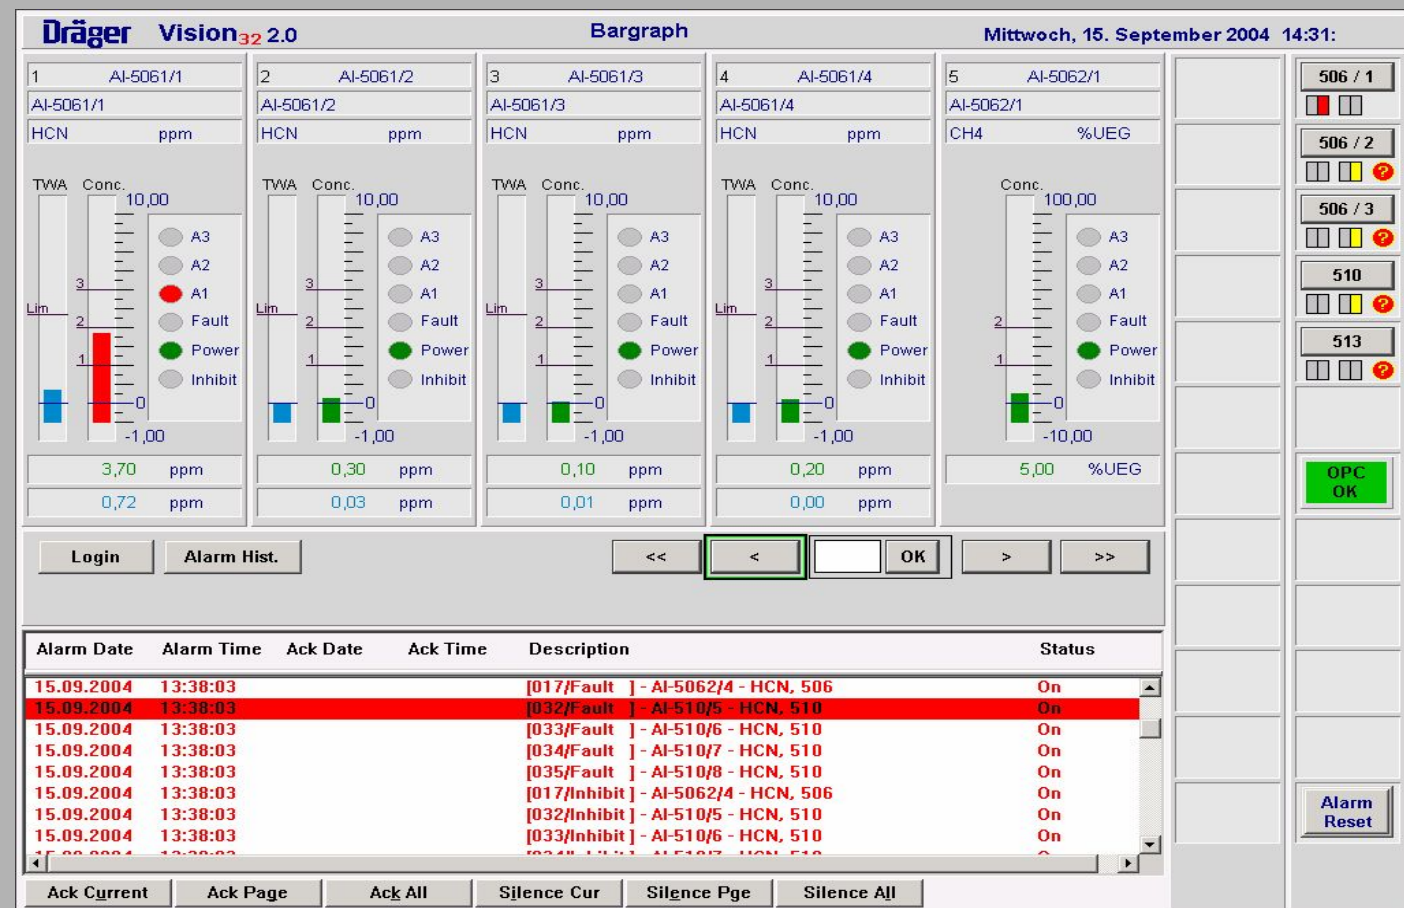 Dräger Vision32 2.0 Bargraph Mittwoch, 15. September 2004 14:31:
1 AI-5061/1 2 AI-5061/2 3 AI-5061/3 4 AI-5061/4 5 AI-5062/1
AI-5061/1 AI-5061/2 AI-5061/3 AI-5061/4 AI-5062/1
HCN ppm HCN ppm HCN ppm HCN ppm CH4 %UEG
TWA Conc. TWA Conc. TWA Conc. TWA Conc. Conc.
10,00 10,00 10,00 10,00 100,00
A3 A3 A3 A3 A3
A2 A2 A2 A2 A2
3 3 3 3
A1 A1 A1 A1 A1
Lim Lim Lim Lim
2 Fault 2 Fault 2 Fault 2 Fault 2 Fault
1 Power 1 Power 1 Power 1 Power 1 Power
Inhibit Inhibit Inhibit Inhibit Inhibit
0 0 0 0 0
-1,00 -1,00 -1,00 -1,00 -10,00
3,70 ppm 0,30 ppm 0,10 ppm 0,20 ppm 5,00 %UEG
0,72 ppm 0,03 ppm 0,01 ppm 0,00 ppm
506 / 1
506 / 2
?
506 / 3
?
510
?
513
?
OPC
OK
Login Alarm Hist. << < OK > >>
Alarm Date Alarm Time Ack Date Ack Time Description Status
15.09.2004 13:38:03 [017/Fault ] - AI-5062/4 - HCN, 506 On
15.09.2004 13:38:03 [032/Fault ] - AI-510/5 - HCN, 510 On
15.09.2004 13:38:03 [033/Fault ] - AI-510/6 - HCN, 510 On
15.09.2004 13:38:03 [034/Fault ] - AI-510/7 - HCN, 510 On
15.09.2004 13:38:03 [035/Fault ] - AI-510/8 - HCN, 510 On
15.09.2004 13:38:03 [017/Inhibit ] - AI-5062/4 - HCN, 506 On
15.09.2004 13:38:03 [032/Inhibit ] - AI-510/5 - HCN, 510 On
15.09.2004 13:38:03 [033/Inhibit ] - AI-510/6 - HCN, 510 On
Alarm
Reset
Ack Current Ack Page Ack All Silence Cur Silence Pge Silence All